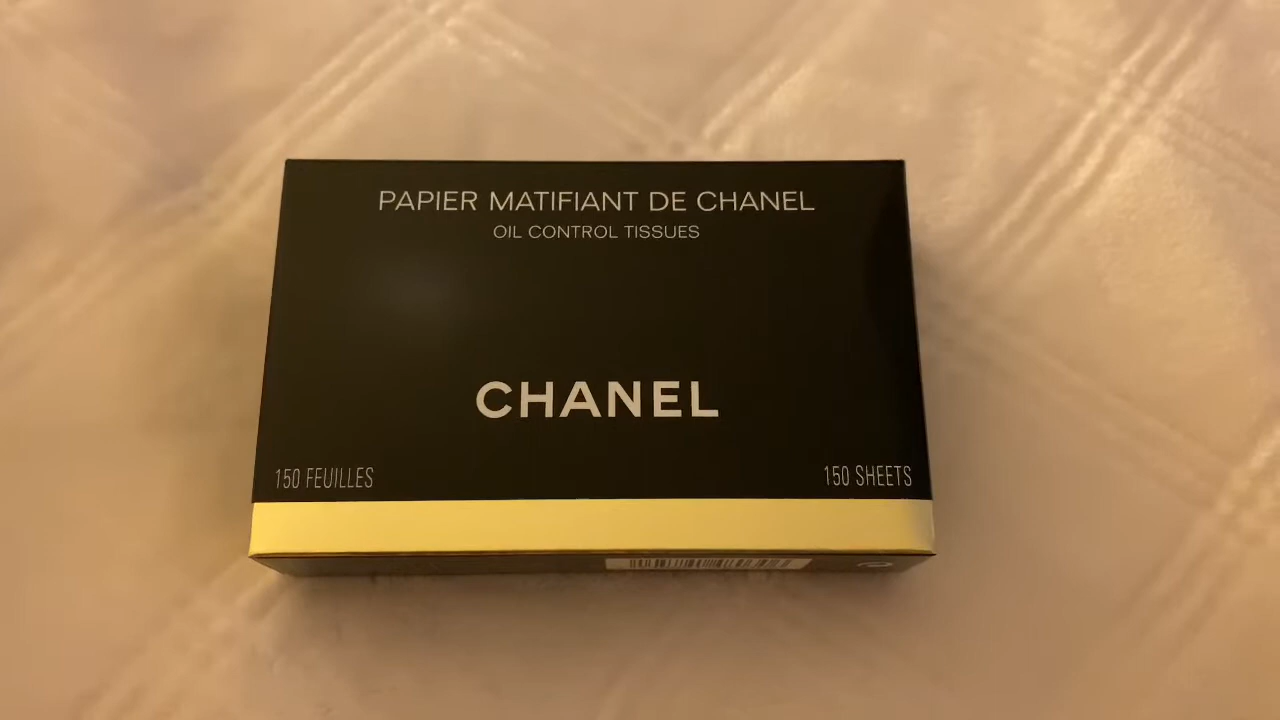 PAPIER MATIFIANT DE CHANEL
OIL CONTROL TISSUES
CHANEL
150 FEUILLES
150 SHEETS